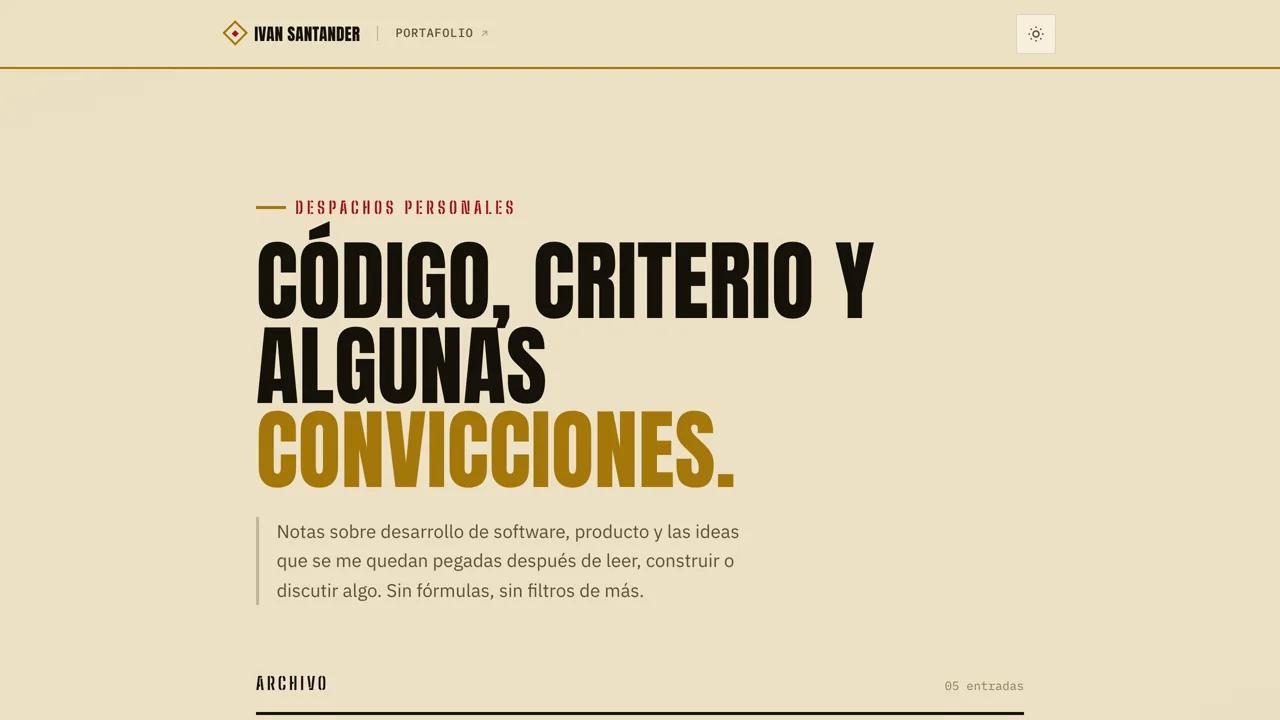 IVAN SANTANDER
PORTAFOLIO ↗
DESPACHOS PERSONALES
CÓDIGO, CRITERIO Y
ALGUNAS
CONVICCIONES.
Notas sobre desarrollo de software, producto y las ideas
que se me quedan pegadas después de leer, construir o
discutir algo. Sin fórmulas, sin filtros de más.
ARCHIVO
05 entradas